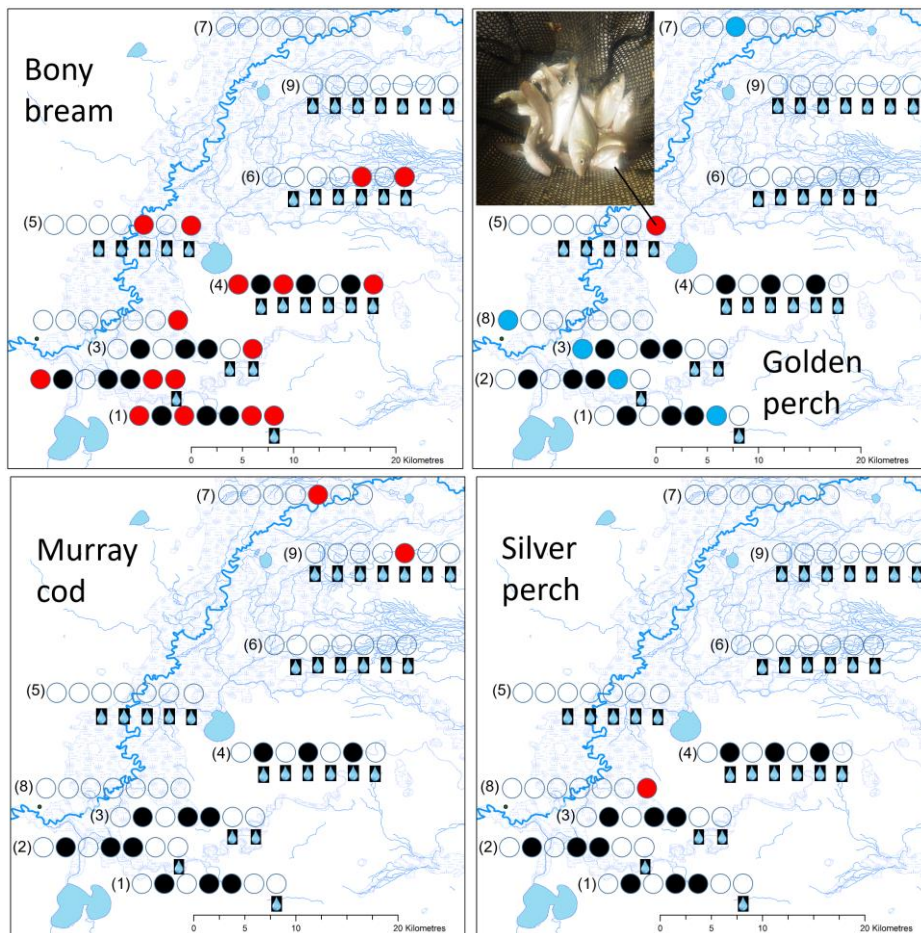 Bony
bream
(7)
(9)
(6)
(5)
(4)
(3)
(1)
0 5 10 20 Kilometres
Golden
perch
(7)
(9)
(6)
(5)
(4)
(8)
(3)
(2)
(1)
0 5 10 20 Kilometres
Murray
cod
(7)
(9)
(6)
(5)
(4)
(8)
(3)
(2)
(1)
0 5 10 20 Kilometres
Silver
perch
(7)
(9)
(6)
(5)
(4)
(8)
(3)
(2)
(1)
0 5 10 20 Kilometres